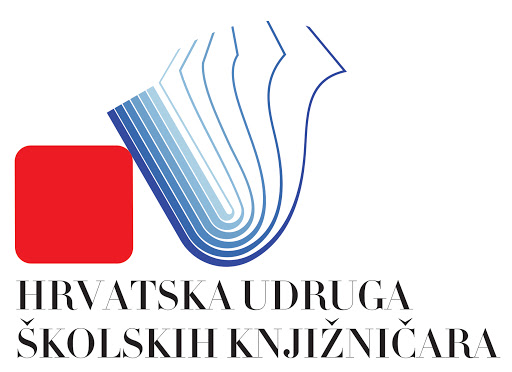 HRVATSKA UDRUGA
ŠKOLSKIH KNJIŽNIČARA